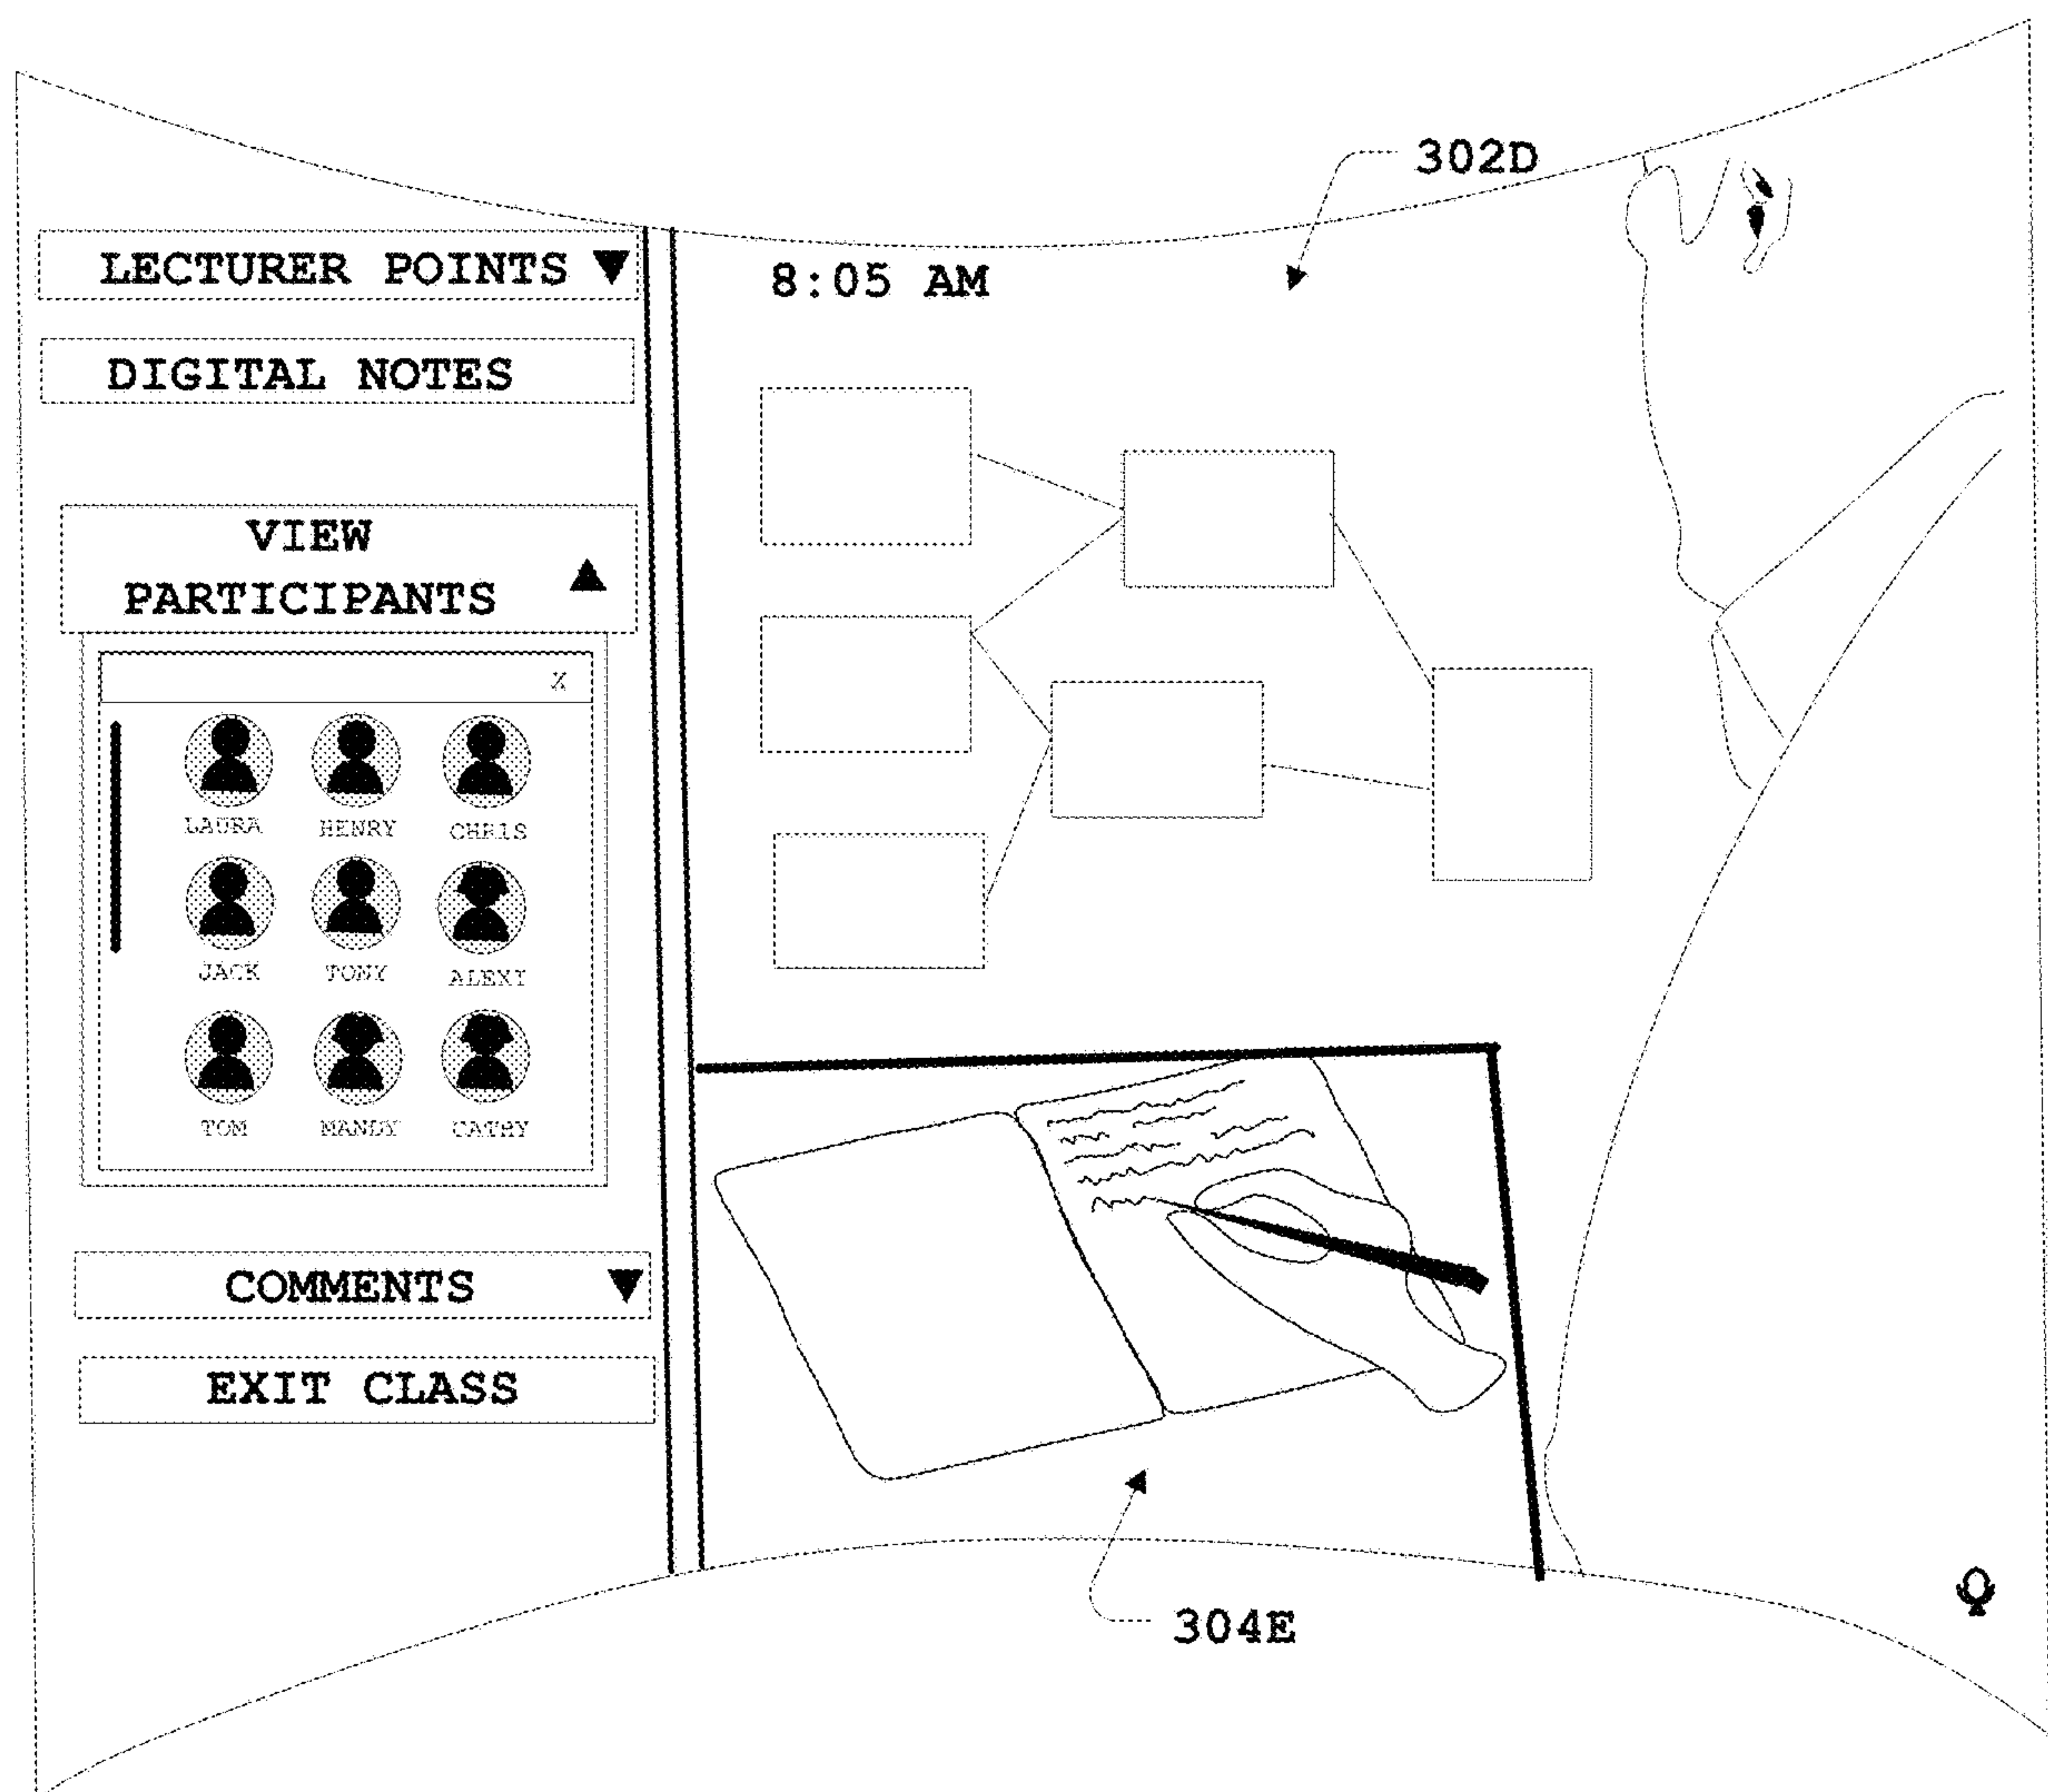 302D
LECTURER POINTS
8:05 AM
DIGITAL NOTES
VIEW
PARTICIPANTS
X
LAURA HENRY CHRIS
JACK TONY ALEXI
TOM MANDY CATHY
COMMENTS
EXIT CLASS
304E